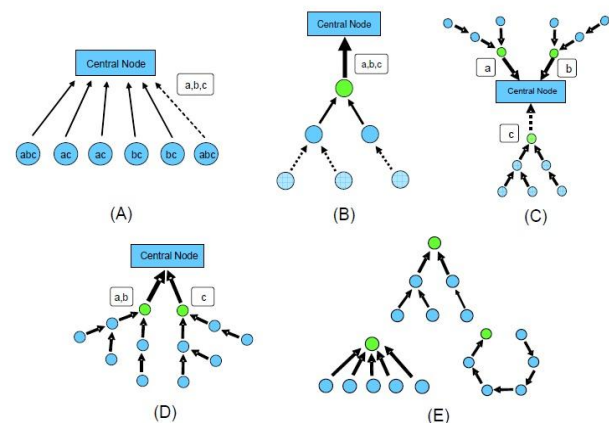 Central Node
a,b,c
abc ac ac bc bc abc
(A)
Central Node
a,b,c
(B)
a b
Central Node
c
(C)
Central Node
a,b c
(D)
(E)